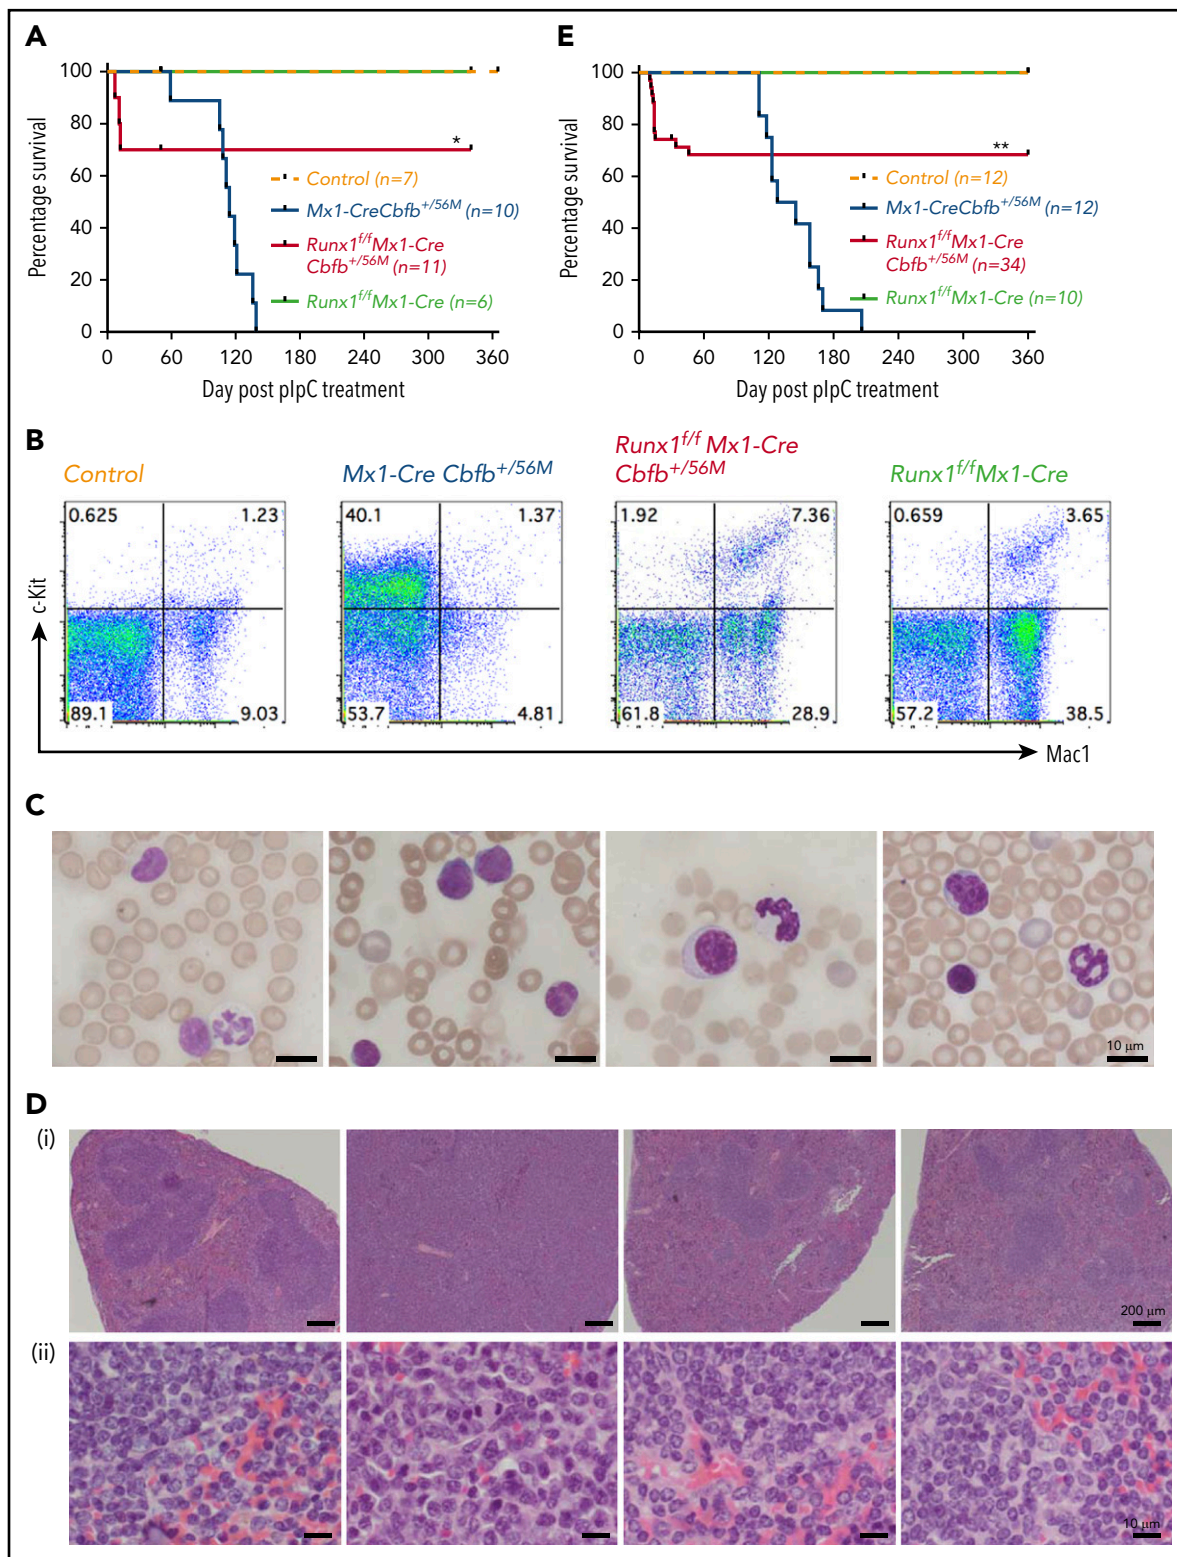 A
Percentage survival
100
80
60
40
20
0
0 60 120 180 240 300 360
Day post pIpC treatment
*
Control (n=7)
Mx1-CreCbfb+/56M (n=10)
Runx1f/fMx1-Cre
Cbfb+/56M (n=11)
Runx1f/fMx1-Cre (n=6)
E
Percentage survival
100
80
60
40
20
0
0 60 120 180 240 300 360
Day post pIpC treatment
**
Control (n=12)
Mx1-CreCbfb+/56M (n=12)
Runx1f/fMx1-Cre
Cbfb+/56M (n=34)
Runx1f/fMx1-Cre (n=10)
B
Control
Mx1-Cre Cbfb+/56M
Runx1f/f Mx1-Cre
Cbfb+/56M
Runx1f/fMx1-Cre
0.625 1.23
89.1 9.03
40.1 1.37
53.7 4.81
1.92 7.36
61.8 28.9
0.659 3.65
57.2 38.5
c-Kit
Mac1
C
10 μm
D
(i)
200 μm
(ii)
10 μm